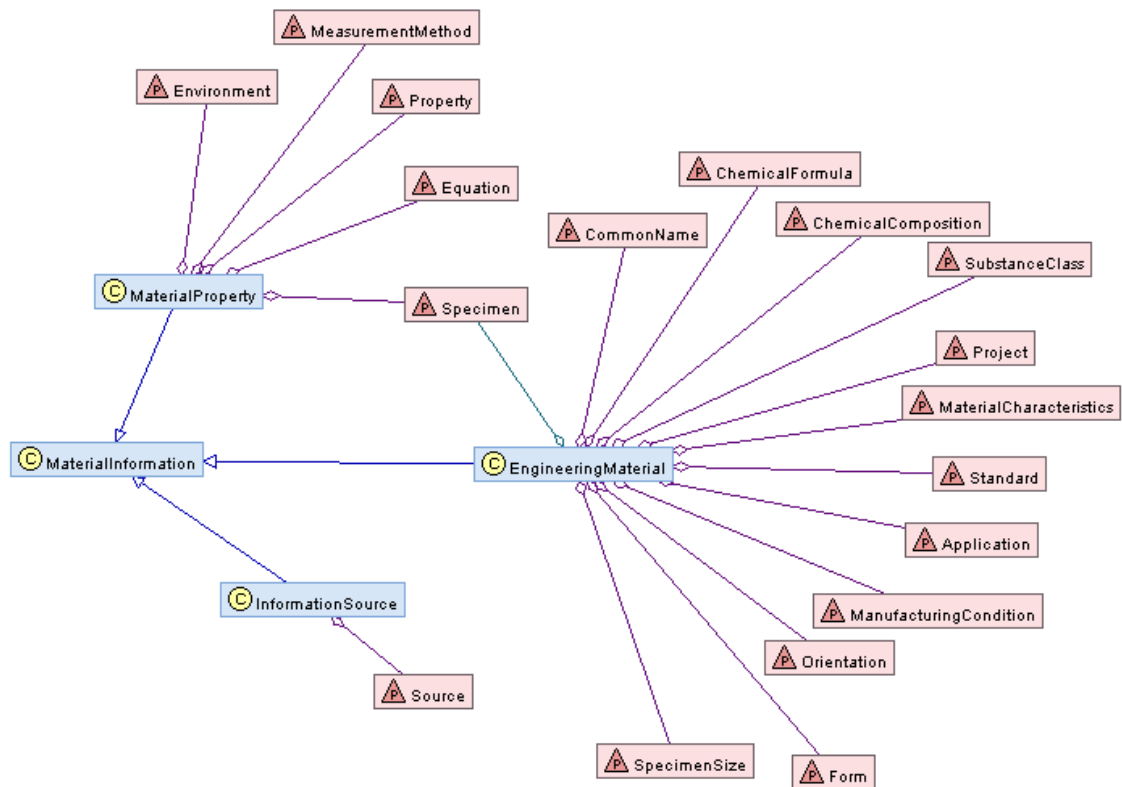 P MeasurementMethod
P Environment
P Property
P ChemicalFormula
P Equation
P ChemicalComposition
P CommonName
P SubstanceClass
C MaterialProperty
P Specimen
P Project
P MaterialCharacteristics
C MaterialInformation
C EngineeringMaterial
P Standard
P Application
C InformationSource
P ManufacturingCondition
P Orientation
P Source
P SpecimenSize
P Form